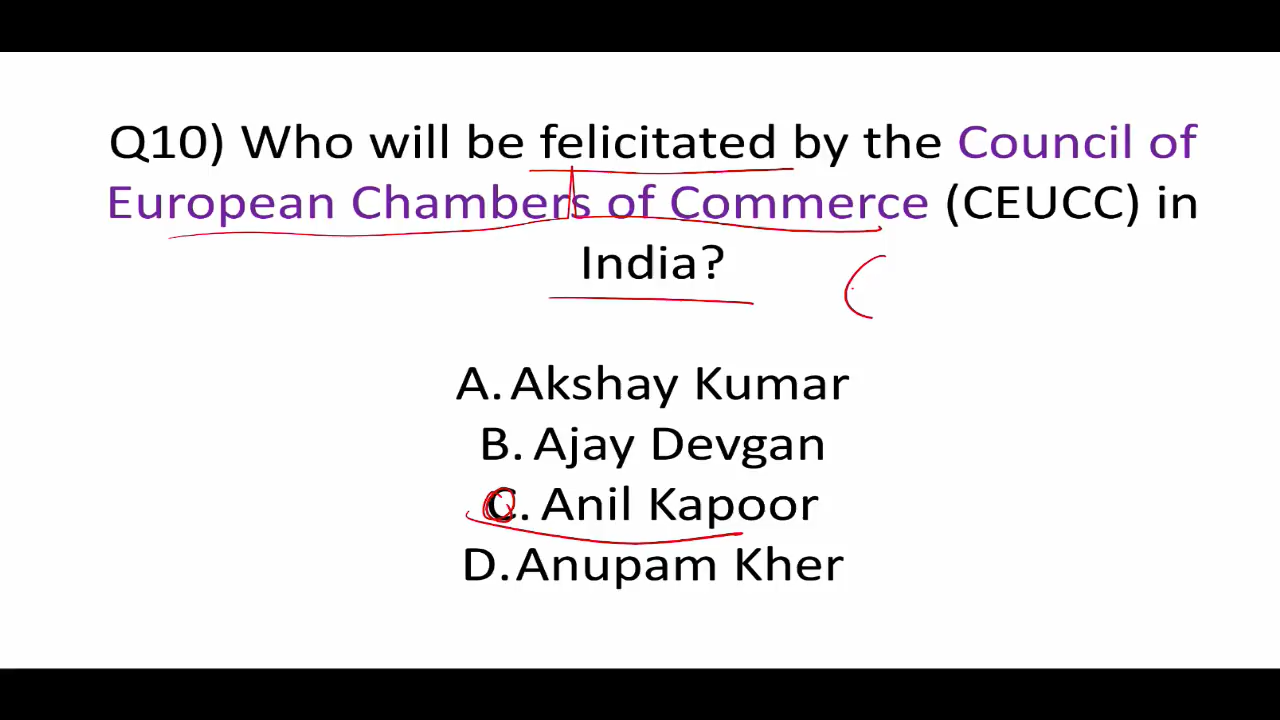 Q10) Who will be felicitated by the Council of
European Chambers of Commerce (CEUCC) in
India?
A. Akshay Kumar
B. Ajay Devgan
C. Anil Kapoor
D. Anupam Kher